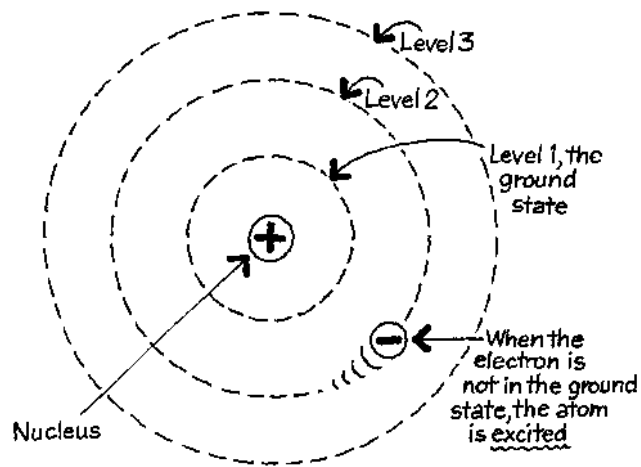 Level 3
Level 2
Level 1, the
ground
state
+
−
When the
electron is
not in the ground
state, the atom
is excited
Nucleus